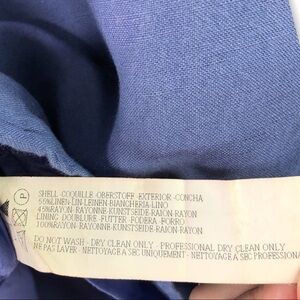 SHELL-COQUILLE-OBERSTOFF-EXTERIOR-CONCHA
55%LINEN-LIN-LEINEN-BIANCHERIA-LINO
45%RAYON-RAYONNE-KUNSTSEIDE-RAION-RAYON
LINING-DOUBLURE-FUTTER-FODERA-FORRO
100%RAYON-RAYONNE-KUNSTSEIDE-RAION-RAYON
DO NOT WASH - DRY CLEAN ONLY - PROFESSIONAL DRY CLEAN ONLY
NE PAS LAVER - NETTOYAGE A SEC UNIQUEMENT - NETTOYAGE A SEC PROFESSIONA
P